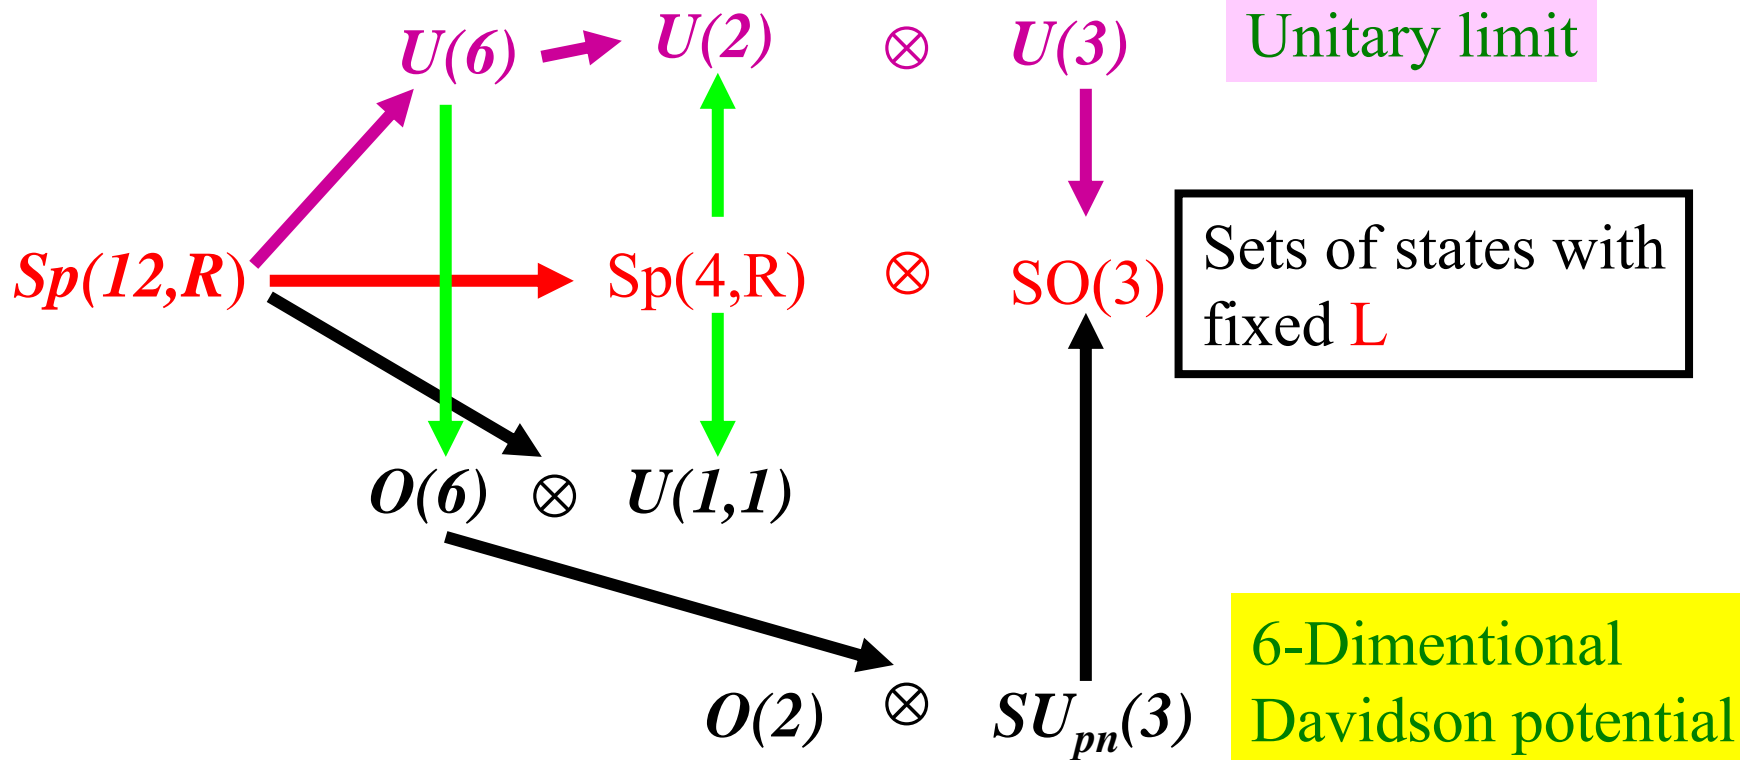 U(6) U(2) ⊗ U(3) Unitary limit
Sp(12,R) Sp(4,R) ⊗ SO(3)
Sets of states with
fixed L
O(6) ⊗ U(1,1)
O(2) ⊗ SUpn(3)
6-Dimentional
Davidson potential